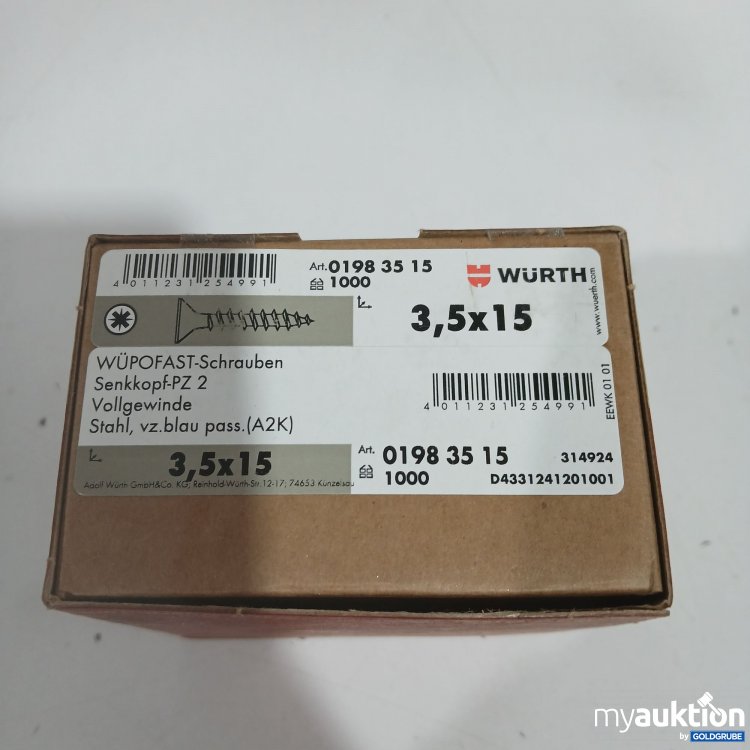 4 011231 254991
Art. 0198 35 15
1000
WÜRTH
www.wuerth.com
3,5x15
WÜPOFAST-Schrauben
Senkkopf-PZ 2
Vollgewinde
Stahl, vz.blau pass.(A2K)
4 011231 254991
EEWK 01 01
3,5x15
Art. 0198 35 15
314924
1000
D4331241201001
Adolf Würth GmbH&Co. KG; Reinhold-Würth-Str.12-17; 74653 Künzelsau
myauktion
by GOLDGRUBE